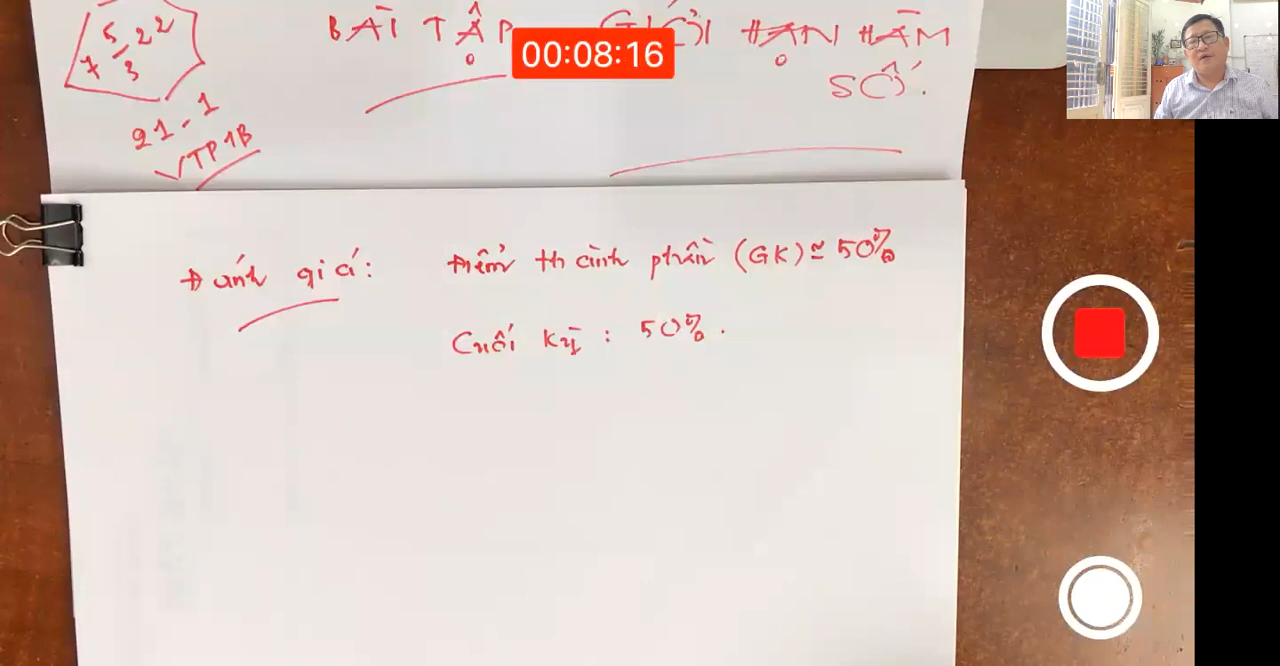 BÀI TẬP GIỚI HẠN HÀM
SỐ.
00:08:16
7 5/3 22
21-1
VTP1B
Đánh giá: Điểm thành phần (GK) ≃ 50%
Cuối kỳ: 50%.